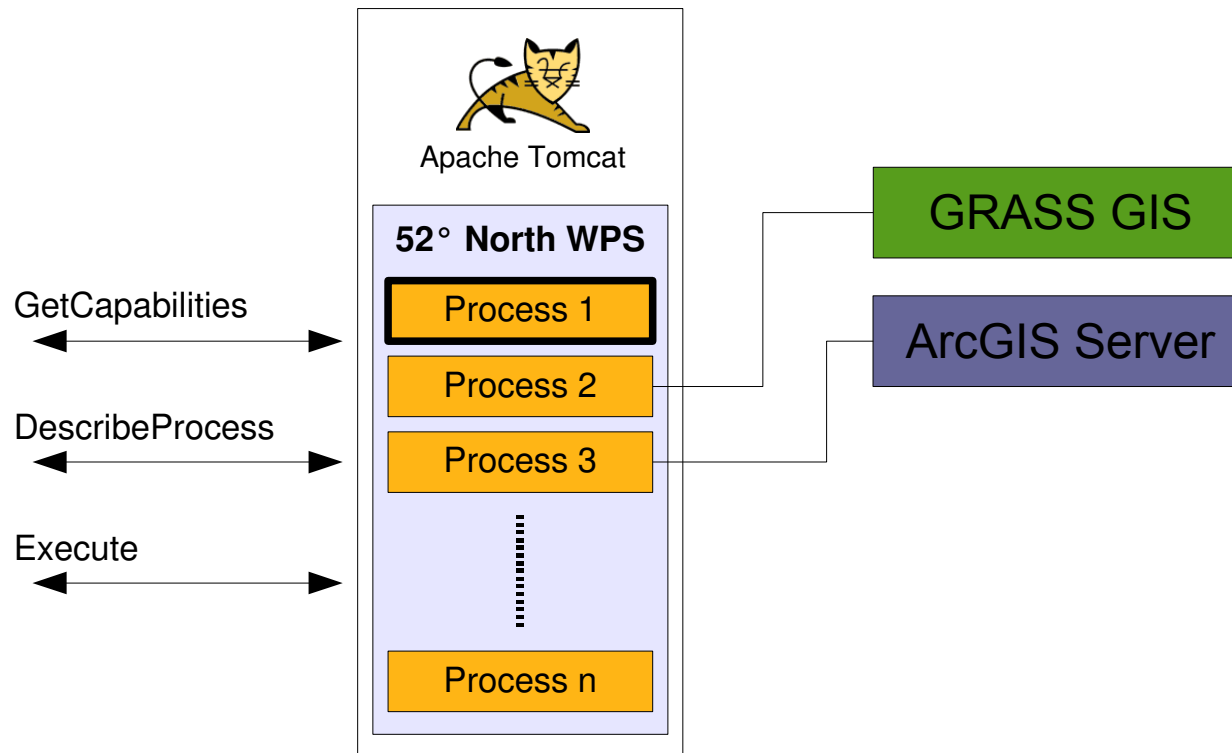 Apache Tomcat
52° North WPS
Process 1
Process 2
Process 3
Process n
GetCapabilities
DescribeProcess
Execute
GRASS GIS
ArcGIS Server